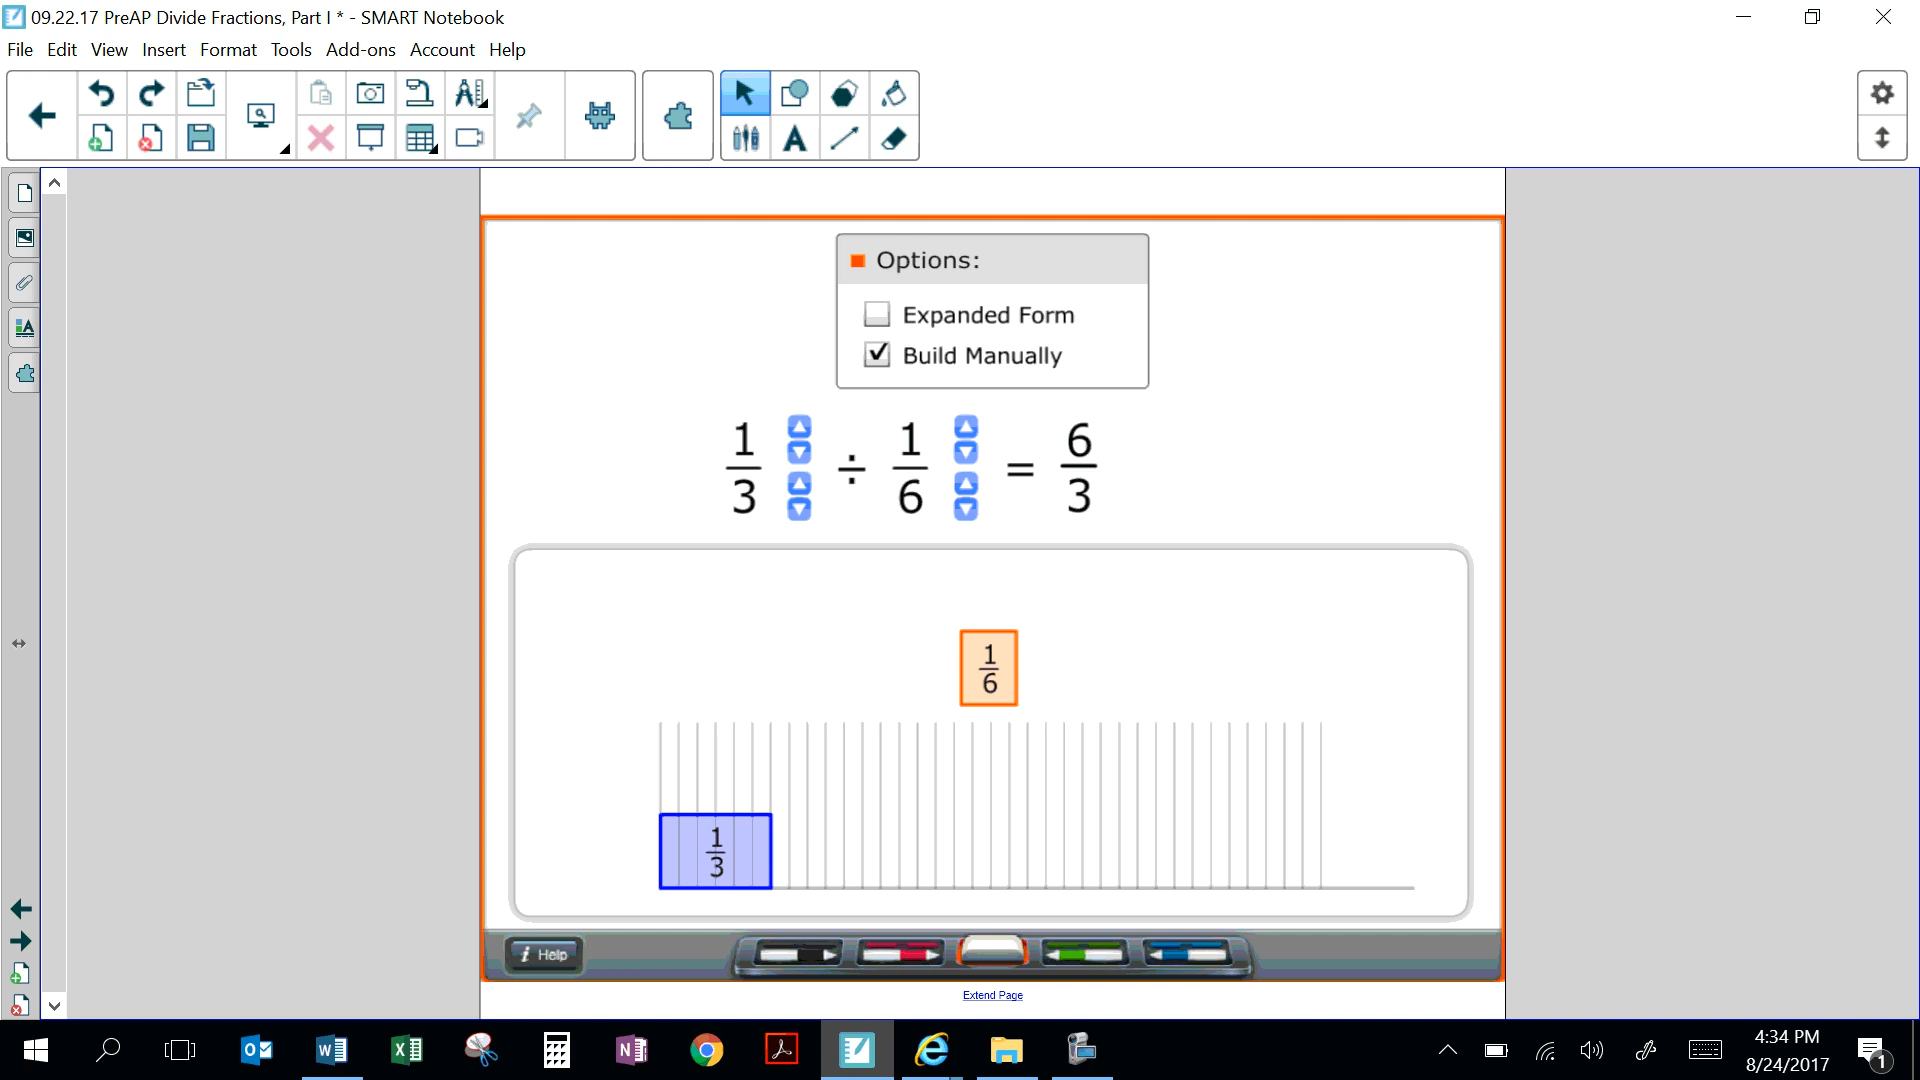 09.22.17 PreAP Divide Fractions, Part I * - SMART Notebook
File Edit View Insert Format Tools Add-ons Account Help
Options:
Expanded Form
Build Manually
1/3 ÷ 1/6 = 6/3
1/6
1/3
i Help
Extend Page
4:34 PM
8/24/2017
1